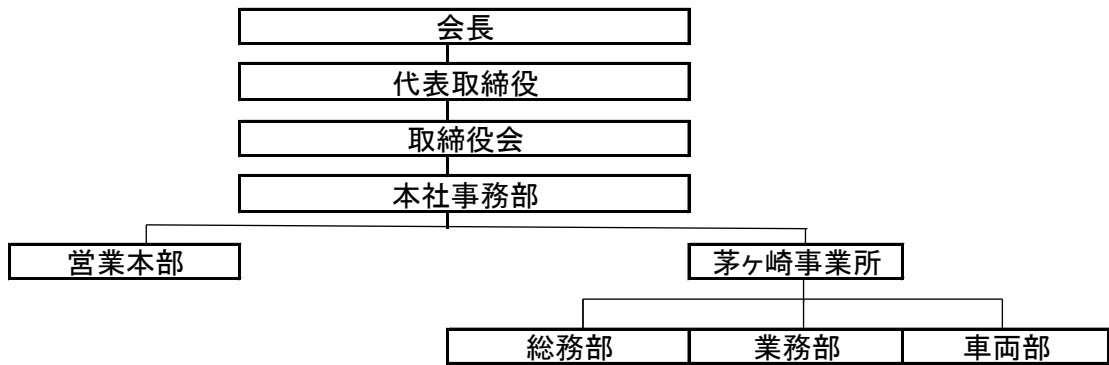 会長
代表取締役
取締役会
本社事務部
営業本部
茅ヶ崎事業所
総務部
業務部
車両部